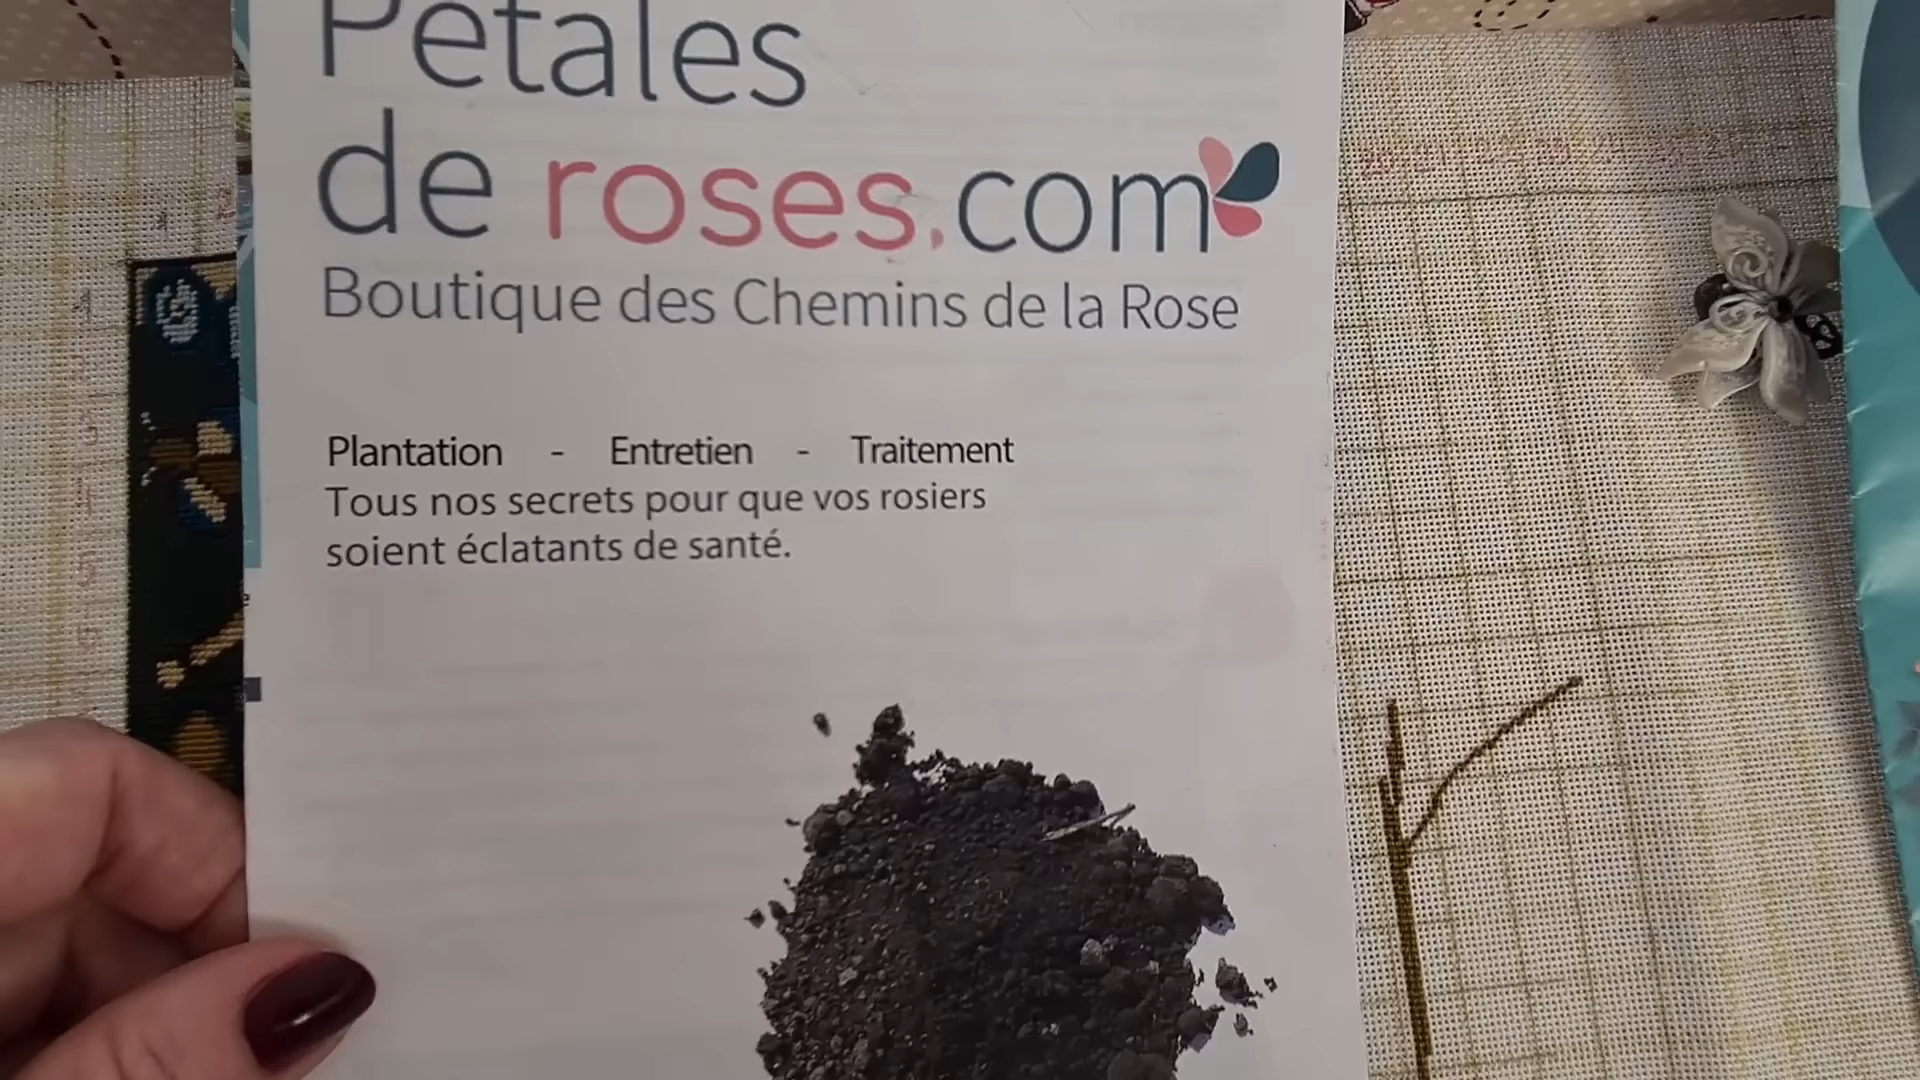 Pétales
de roses.com
Boutique des Chemins de la Rose
Plantation - Entretien - Traitement
Tous nos secrets pour que vos rosiers
soient éclatants de santé.